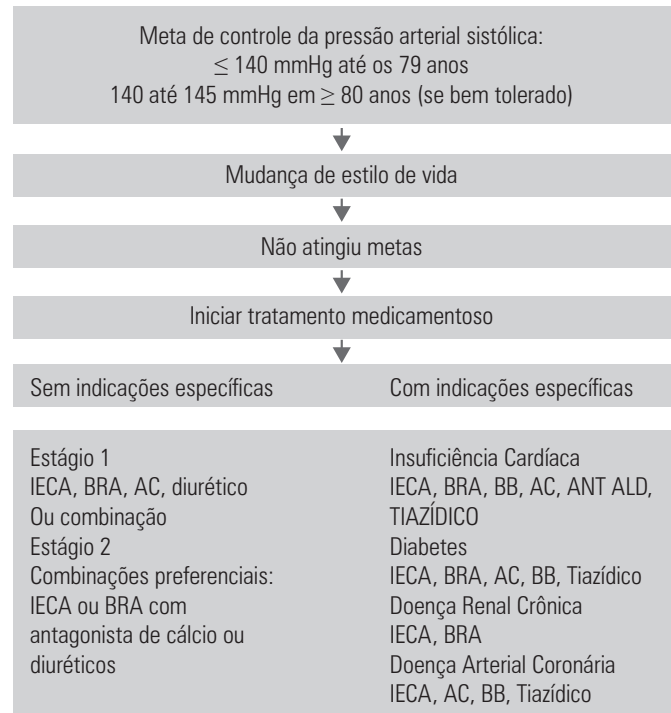 Meta de controle da pressão arterial sistólica:
≤ 140 mmHg até os 79 anos
140 até 145 mmHg em ≥ 80 anos (se bem tolerado)
Mudança de estilo de vida
Não atingiu metas
Iniciar tratamento medicamentoso
Sem indicações específicas
Com indicações específicas
Estágio 1
IECA, BRA, AC, diurético
Ou combinação
Estágio 2
Combinações preferenciais:
IECA ou BRA com
antagonista de cálcio ou
diuréticos
Insuficiência Cardíaca
IECA, BRA, BB, AC, ANT ALD,
TIAZÍDICO
Diabetes
IECA, BRA, AC, BB, Tiazídico
Doença Renal Crônica
IECA, BRA
Doença Arterial Coronária
IECA, AC, BB, Tiazídico